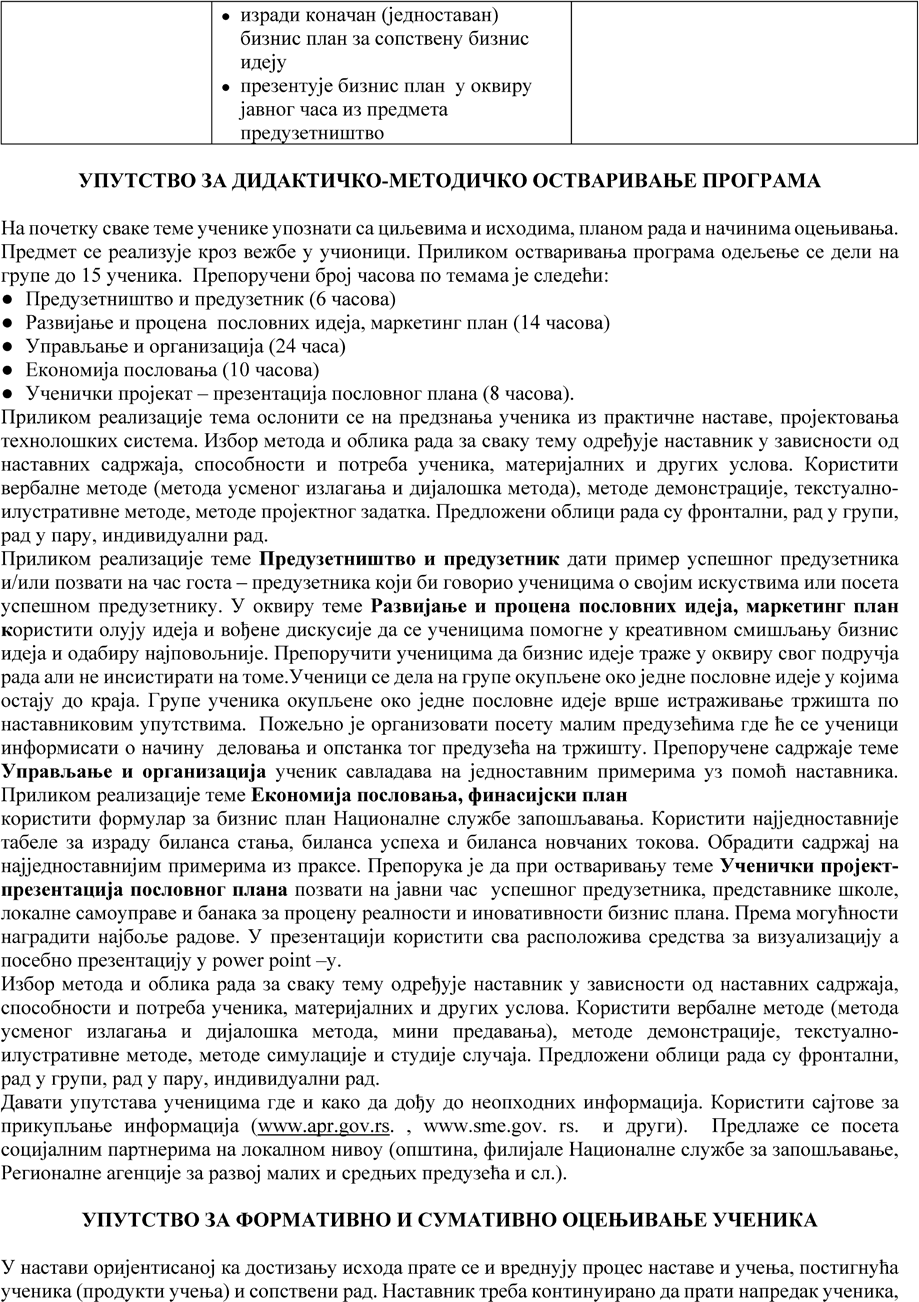 ● изради коначан (једноставан)
бизнис план за сопствену бизнис
идеју
● презентује бизнис план у оквиру
јавног часа из предмета
предузетништво
УПУТСТВО ЗА ДИДАКТИЧКО-МЕТОДИЧКО ОСТВАРИВАЊЕ ПРОГРАМА
На почетку сваке теме ученике упознати са циљевима и исходима, планом рада и начинима оцењивања.
Предмет се реализује кроз вежбе у учионици. Приликом остваривања програма одељење се дели на
групе до 15 ученика. Препоручени број часова по темама је следећи:
● Предузетништво и предузетник (6 часова)
● Развијање и процена пословних идеја, маркетинг план (14 часова)
● Управљање и организација (24 часа)
● Економија пословања (10 часова)
● Ученички пројекат – презентација пословног плана (8 часова).
Приликом реализације тема ослонити се на предзнања ученика из практичне наставе, пројектовања
технолошких система. Избор метода и облика рада за сваку тему одређује наставник у зависности од
наставних садржаја, способности и потреба ученика, материјалних и других услова. Користити
вербалне методе (метода усменог излагања и дијалошка метода), методе демонстрације, текстуално-
илустративне методе, методе пројектног задатка. Предложени облици рада су фронтални, рад у групи,
рад у пару, индивидуални рад.
Приликом реализације теме Предузетништво и предузетник дати пример успешног предузетника
и/или позвати на час госта – предузетника који би говорио ученицима о својим искуствима или посета
успешном предузетнику. У оквиру теме Развијање и процена пословних идеја, маркетинг план
користити олују идеја и вођене дискусије да се ученицима помогне у креативном смишљању бизнис
идеја и одабиру најповољније. Препоручити ученицима да бизнис идеје траже у оквиру свог подручја
рада али не инсистирати на томе.Ученици се дела на групе окупљене око једне пословне идеје у којима
остају до краја. Групе ученика окупљене око једне пословне идеје врше истраживање тржишта по
наставниковим упутствима. Пожељно је организовати посету малим предузећима где ће се ученици
информисати о начину деловања и опстанка тог предузећа на тржишту. Препоручене садржаје теме
Управљање и организација ученик савладава на једноставним примерима уз помоћ наставника.
Приликом реализације теме Економија пословања, финасијски план
користити формулар за бизнис план Националне службе запошљавања. Користити најједноставније
табеле за израду биланса стања, биланса успеха и биланса новчаних токова. Обрадити садржај на
најједноставнијим примерима из праксе. Препорука је да при остваривању теме Ученички пројект-
презентација пословног плана позвати на јавни час успешног предузетника, представнике школе,
локалне самоуправе и банака за процену реалности и иновативности бизнис плана. Према могућности
наградити најбоље радове. У презентацији користити сва расположива средства за визуализацију а
посебно презентацију у power point –у.
Избор метода и облика рада за сваку тему одређује наставник у зависности од наставних садржаја,
способности и потреба ученика, материјалних и других услова. Користити вербалне методе (метода
усменог излагања и дијалошка метода, мини предавања), методе демонстрације, текстуално-
илустративне методе, методе симулације и студије случаја. Предложени облици рада су фронтални,
рад у групи, рад у пару, индивидуални рад.
Давати упутстава ученицима где и како да дођу до неопходних информација. Користити сајтове за
прикупљање информација (www.apr.gov.rs. , www.sme.gov. rs. и други). Предлаже се посета
социјалним партнерима на локалном нивоу (општина, филијале Националне службе за запошљавање,
Регионалне агенције за развој малих и средњих предузећа и сл.).
УПУТСТВО ЗА ФОРМАТИВНО И СУМАТИВНО ОЦЕЊИВАЊЕ УЧЕНИКА
У настави оријентисаној ка достизању исхода прате се и вреднују процес наставе и учења, постигнућа
ученика (продукти учења) и сопствени рад. Наставник треба континуирано да прати напредак ученика,